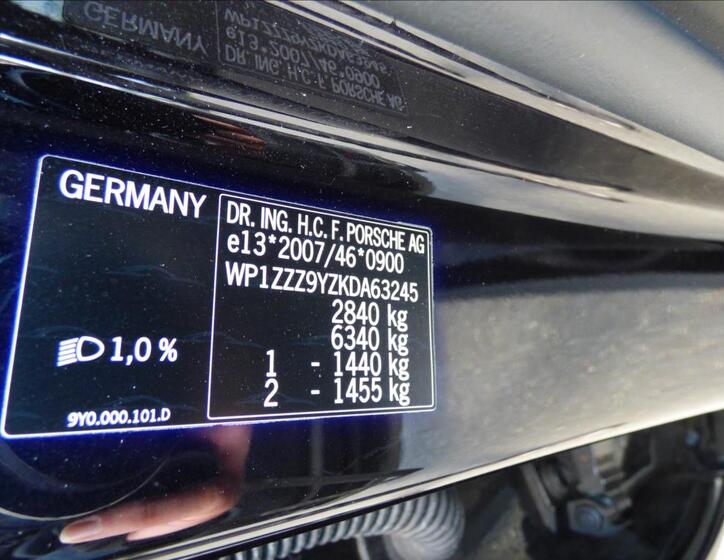 GERMANY
DR. ING. H.C. F. PORSCHE AG
e13*2007/46*0900
WP1ZZZ9YZKDA63245
2840 kg
6340 kg
1 - 1440 kg
2 - 1455 kg
1,0 %
9Y0.000.101.D